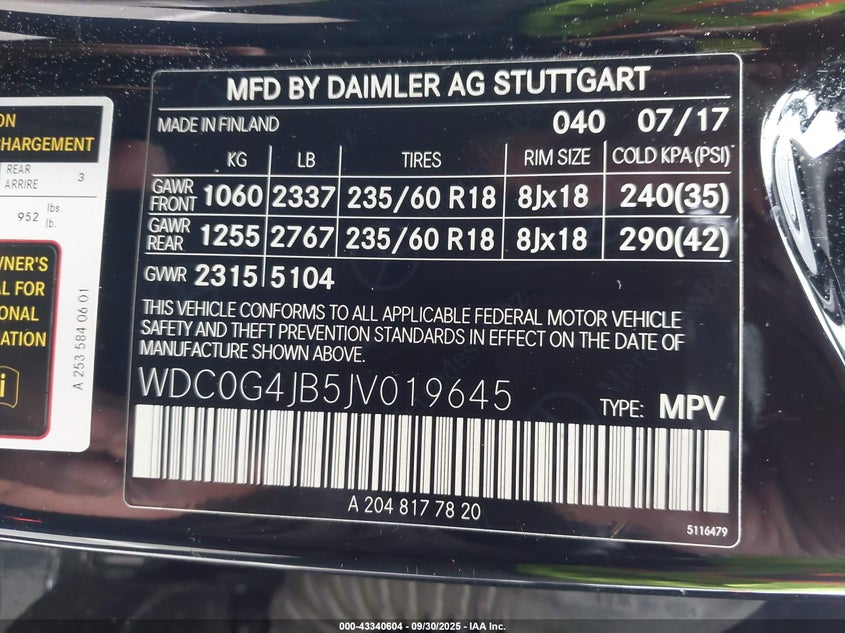 MFD BY DAIMLER AG STUTTGART
MADE IN FINLAND 040 07/17
KG LB TIRES RIM SIZE COLD KPA (PSI)
GAWR FRONT 1060 2337 235/60 R18 8Jx18 240(35)
GAWR REAR 1255 2767 235/60 R18 8Jx18 290(42)
GVWR 2315 5104
THIS VEHICLE CONFORMS TO ALL APPLICABLE FEDERAL MOTOR VEHICLE
SAFETY AND THEFT PREVENTION STANDARDS IN EFFECT ON THE DATE OF
MANUFACTURE SHOWN ABOVE.
WDC0G4JB5JV019645 TYPE: MPV
A 204 817 78 20
5116479
ON
CHARGEMENT
REAR
ARRIRE 3
952 lbs.
lb.
WNER'S
AL FOR
ONAL
ATION
i
A 253 584 06 01
000-43340604 - 09/30/2025 - IAA Inc.